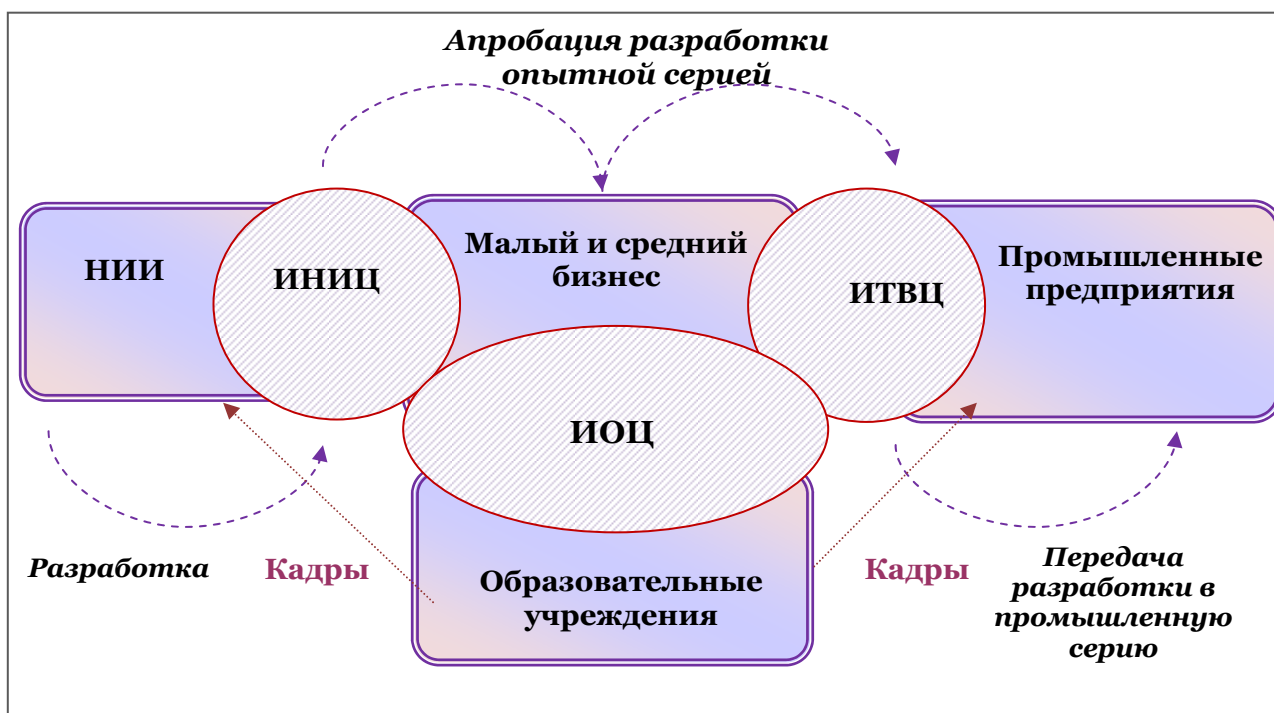 Апробация разработки
опытной серией
НИИ
ИНИЦ
Малый и средний
бизнес
ИТВЦ
Промышленные
предприятия
ИОЦ
Разработка
Кадры
Образовательные
учреждения
Кадры
Передача
разработки в
промышленную
серию